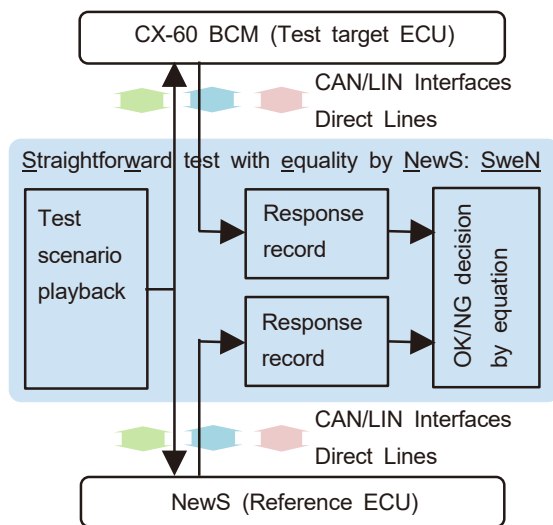 CX-60 BCM (Test target ECU)
CAN/LIN Interfaces
Direct Lines
Straightforward test with equality by NewS: SweN
Test
scenario
playback
Response
record
Response
record
OK/NG decision
by equation
CAN/LIN Interfaces
Direct Lines
NewS (Reference ECU)